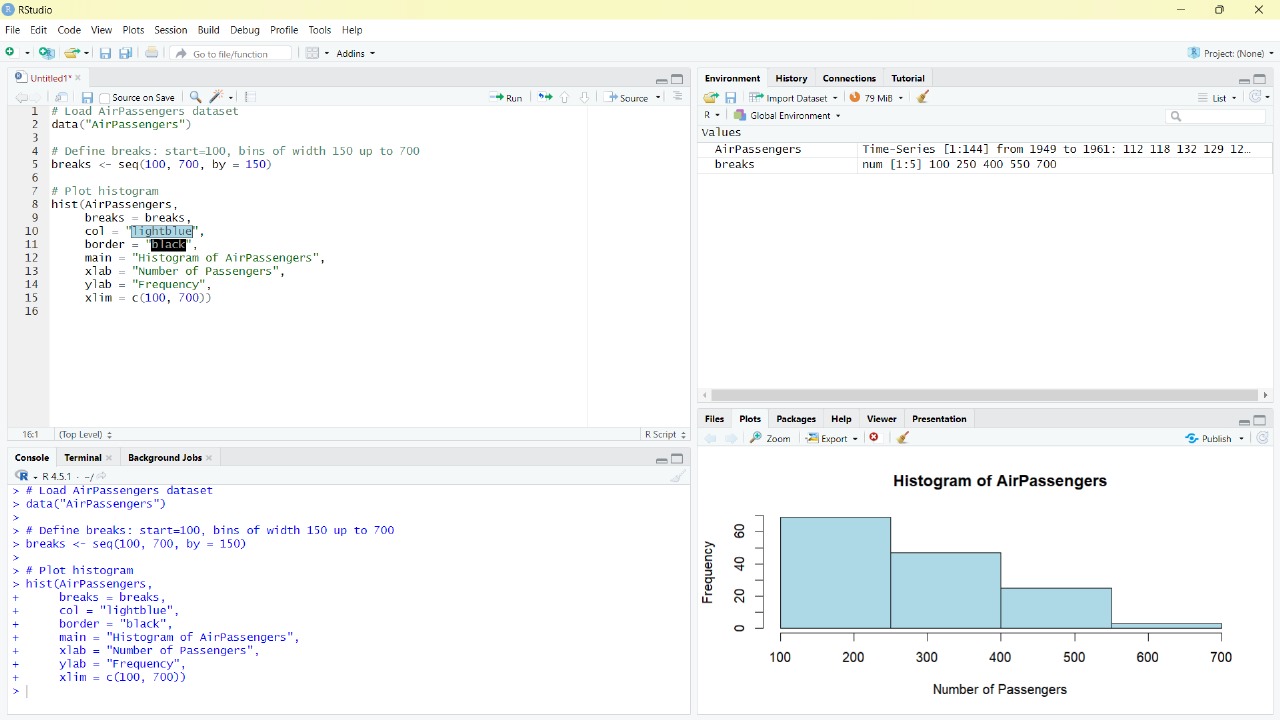 RStudio
File Edit Code View Plots Session Build Debug Profile Tools Help
Go to file/function Addins Project: (None)
Untitled1*
Source on Save Run Source
1 # Load AirPassengers dataset
2 data("AirPassengers")
3
4 # Define breaks: start=100, bins of width 150 up to 700
5 breaks <- seq(100, 700, by = 150)
6
7 # Plot histogram
8 hist(AirPassengers,
9 breaks = breaks,
10 col = "lightblue",
11 border = "black",
12 main = "Histogram of AirPassengers",
13 xlab = "Number of Passengers",
14 ylab = "Frequency",
15 xlim = c(100, 700))
16
16:1 (Top Level) R Script
Console Terminal Background Jobs
R 4.5.1 · ~/
> # Load AirPassengers dataset
> data("AirPassengers")
>
> # Define breaks: start=100, bins of width 150 up to 700
> breaks <- seq(100, 700, by = 150)
>
> # Plot histogram
> hist(AirPassengers,
+ breaks = breaks,
+ col = "lightblue",
+ border = "black",
+ main = "Histogram of AirPassengers",
+ xlab = "Number of Passengers",
+ ylab = "Frequency",
+ xlim = c(100, 700))
>
Environment History Connections Tutorial
Import Dataset 79 MiB List
R Global Environment
Values
AirPassengers Time-Series [1:144] from 1949 to 1961: 112 118 132 129 12…
breaks num [1:5] 100 250 400 550 700
Files Plots Packages Help Viewer Presentation
Zoom Export Publish
Histogram of AirPassengers
Frequency
60
40
20
0
100 200 300 400 500 600 700
Number of Passengers